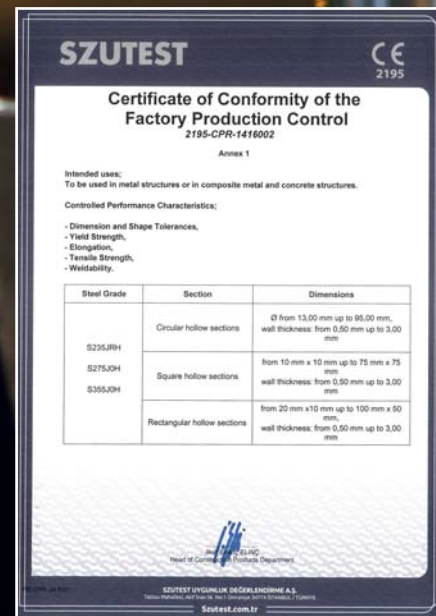 SZUTEST
CE
2195
Certificate of Conformity of the
Factory Production Control
2195-CPR-1416002
Annex 1
Intended uses;
To be used in metal structures or in composite metal and concrete structures.
Controlled Performance Characteristics;
- Dimension and Shape Tolerances,
- Yield Strength,
- Elongation,
- Tensile Strength,
- Weldability.
Steel Grade Section Dimensions
S235JRH
S275J0H
S355J0H
Circular hollow sections
Ø from 13,00 mm up to 95,00 mm,
wall thickness: from 0,50 mm up to 3,00
mm
Square hollow sections
from 10 mm x 10 mm up to 75 mm x 75
mm
wall thickness: from 0,50 mm up to 3,00
mm
Rectangular hollow sections
from 20 mm x10 mm up to 100 mm x 50
mm,
wall thickness: from 0,50 mm up to 3,00
mm
Head of Construction Products Department
SZUTEST UYGUNLUK DEĞERLENDİRME A.Ş.
Szutest.com.tr